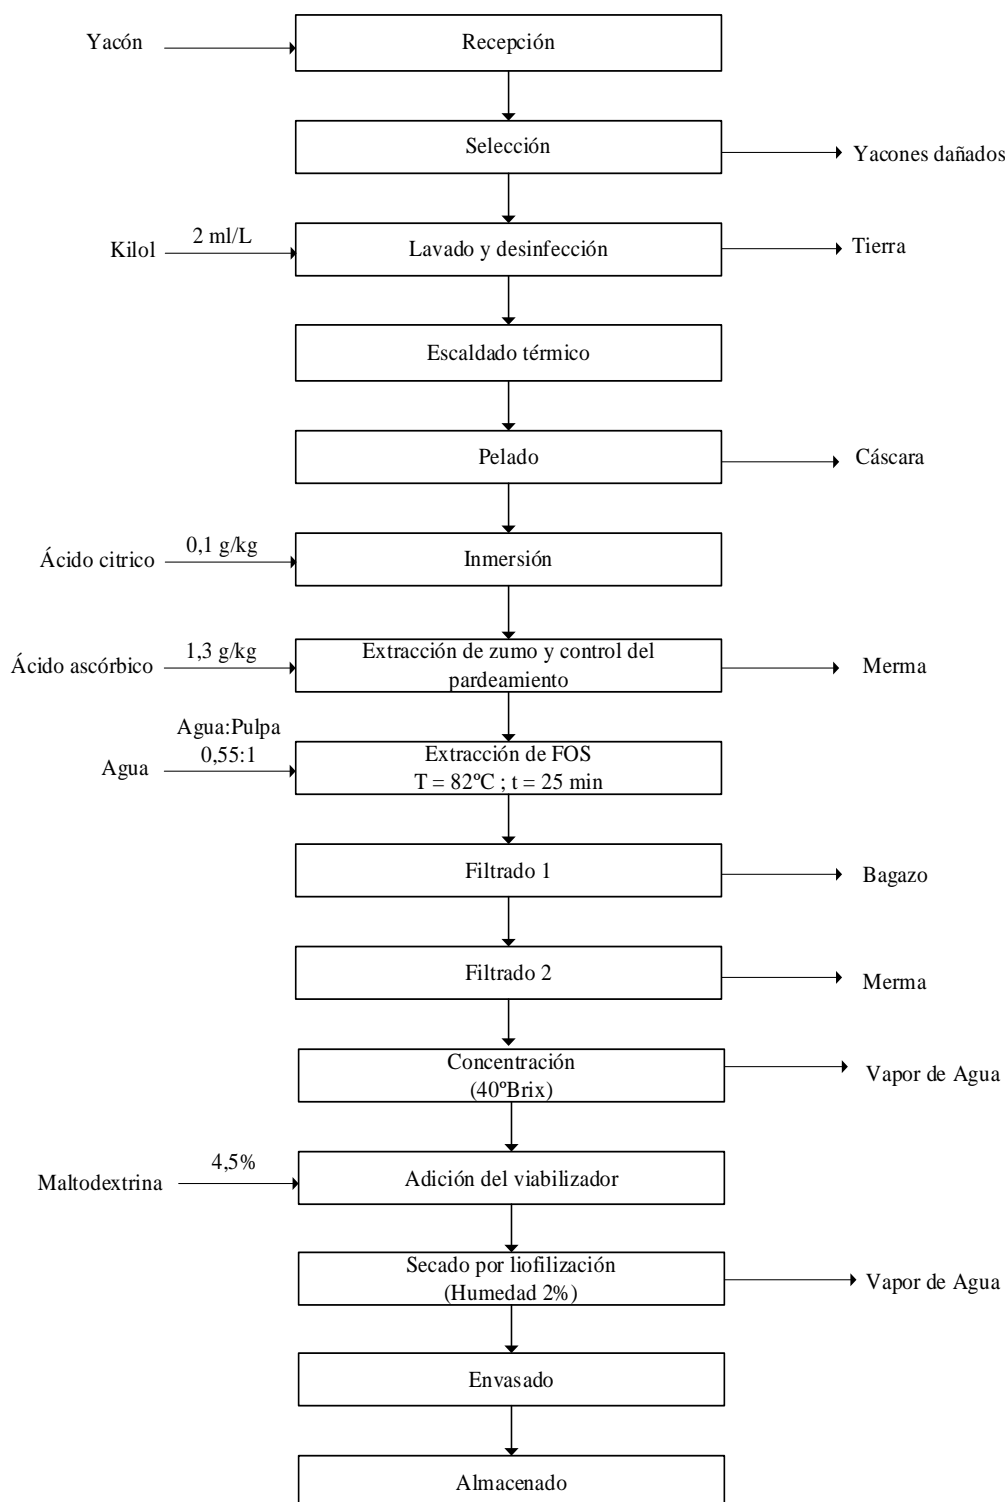 Yacón
Recepción
Selección
Yacones dañados
Kilol
2 ml/L
Lavado y desinfección
Tierra
Escaldado térmico
Pelado
Cáscara
Ácido citrico
0,1 g/kg
Inmersión
Ácido ascórbico
1,3 g/kg
Extracción de zumo y control del
pardeamiento
Merma
Agua
Agua:Pulpa
0,55:1
Extracción de FOS
T = 82ºC ; t = 25 min
Filtrado 1
Bagazo
Filtrado 2
Merma
Concentración
(40ºBrix)
Vapor de Agua
Maltodextrina
4,5%
Adición del viabilizador
Secado por liofilización
(Humedad 2%)
Vapor de Agua
Envasado
Almacenado